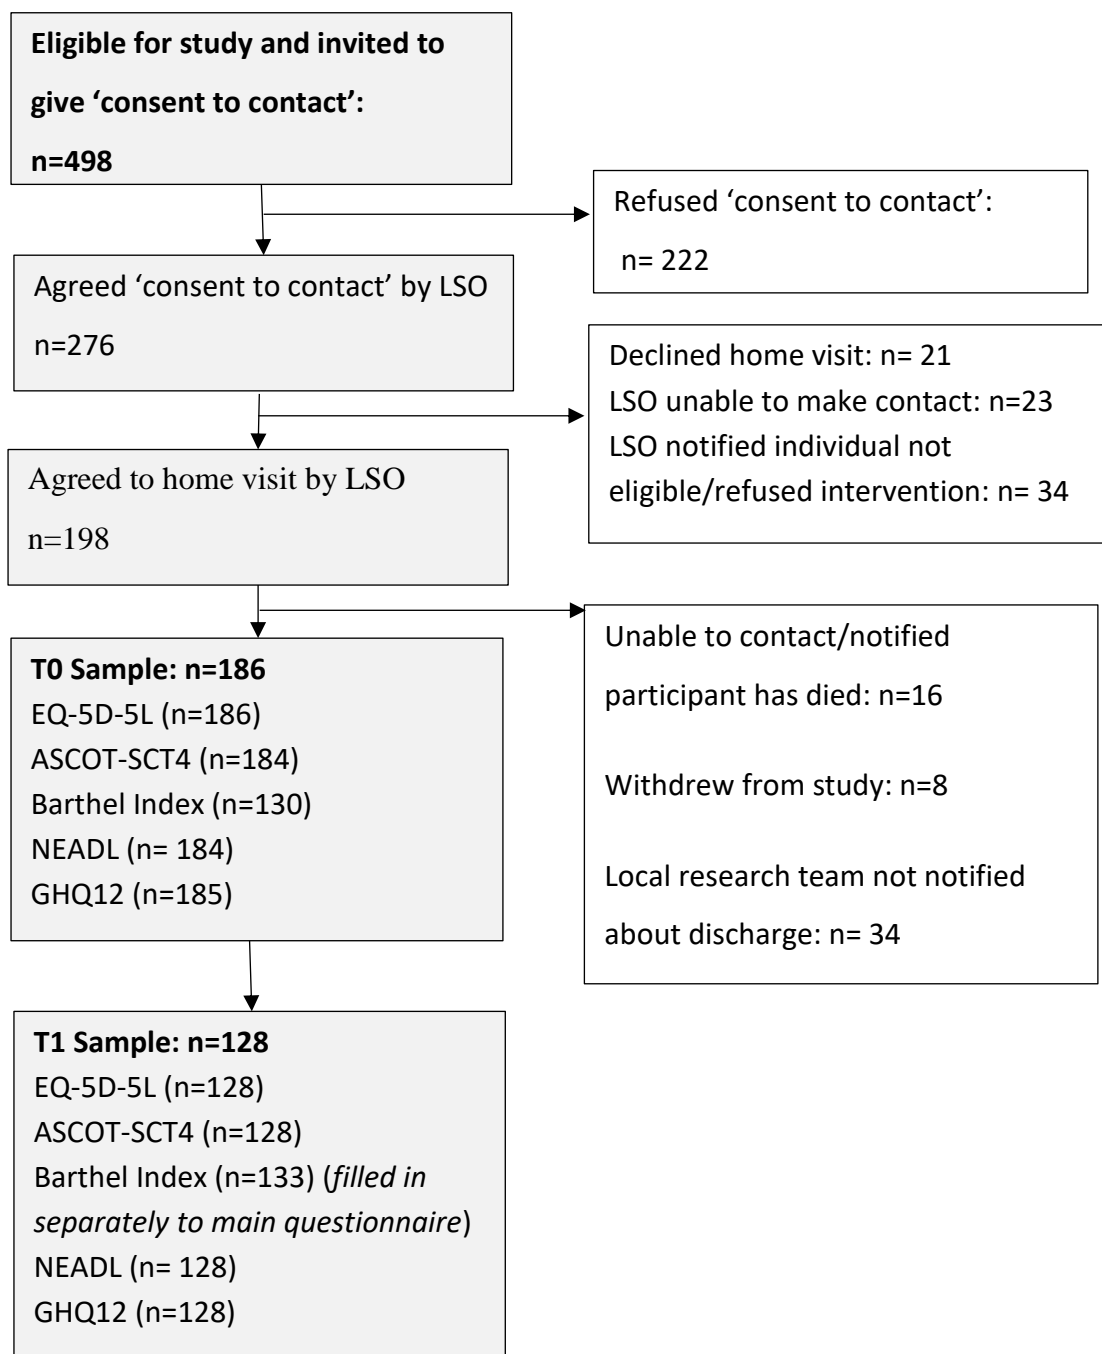 Eligible for study and invited to
give ‘consent to contact’:
n=498
Refused ‘consent to contact’:
n= 222
Agreed ‘consent to contact’ by LSO
n=276
Declined home visit: n= 21
LSO unable to make contact: n=23
LSO notified individual not
eligible/refused intervention: n= 34
Agreed to home visit by LSO
n=198
Unable to contact/notified
participant has died: n=16
Withdrew from study: n=8
Local research team not notified
about discharge: n= 34
T0 Sample: n=186
EQ-5D-5L (n=186)
ASCOT-SCT4 (n=184)
Barthel Index (n=130)
NEADL (n= 184)
GHQ12 (n=185)
T1 Sample: n=128
EQ-5D-5L (n=128)
ASCOT-SCT4 (n=128)
Barthel Index (n=133) (filled in
separately to main questionnaire)
NEADL (n= 128)
GHQ12 (n=128)